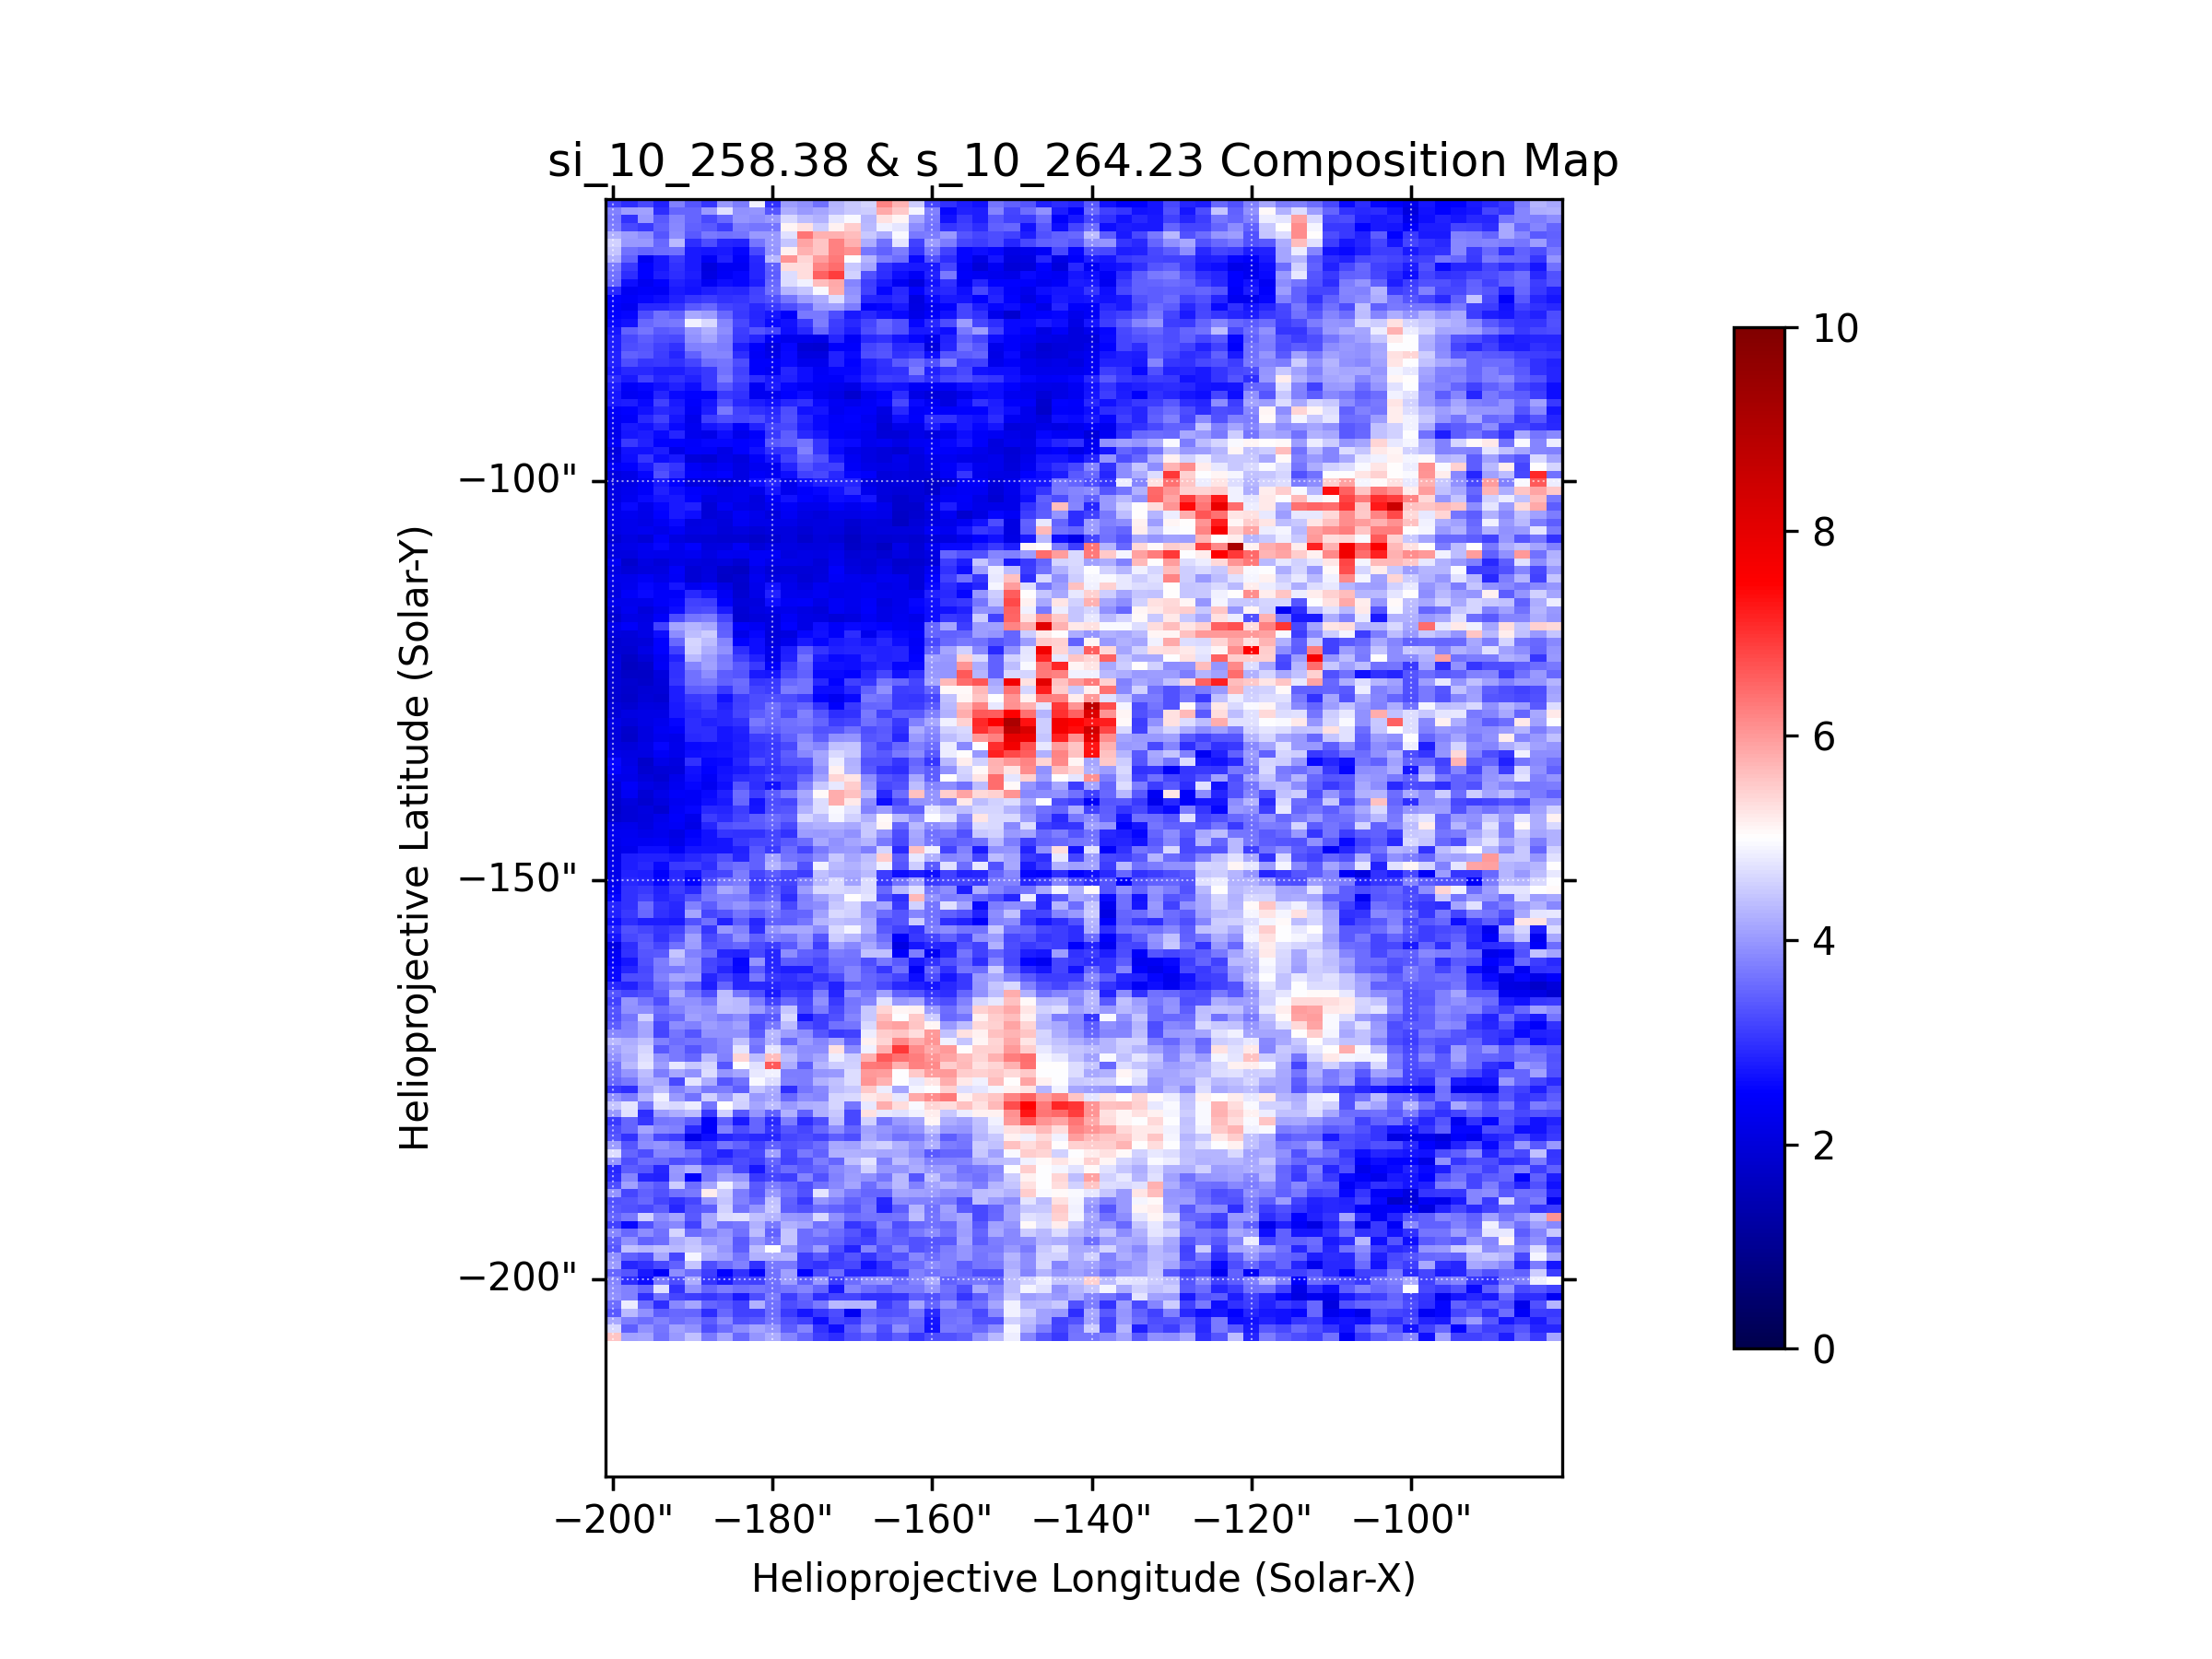 si_10_258.38 & s_10_264.23 Composition Map
10
8
6
4
2
0
−100"
−150"
−200"
Helioprojective Latitude (Solar-Y)
−200" −180" −160" −140" −120" −100"
Helioprojective Longitude (Solar-X)